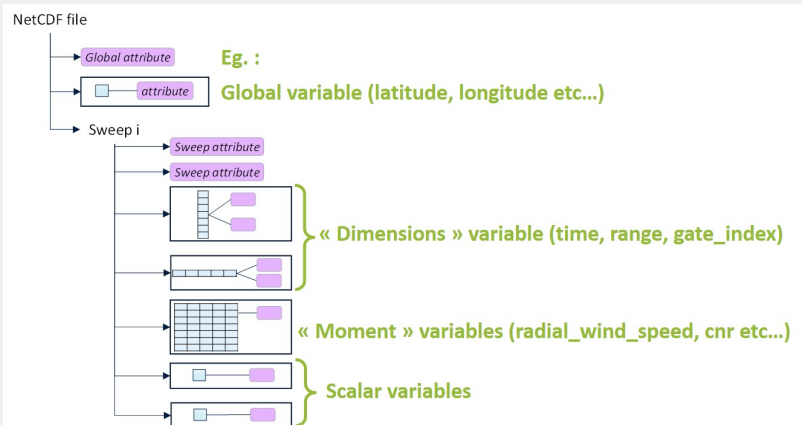 NetCDF file
Global attribute
Eg. :
attribute
Global variable (latitude, longitude etc…)
Sweep i
Sweep attribute
Sweep attribute
« Dimensions » variable (time, range, gate_index)
« Moment » variables (radial_wind_speed, cnr etc…)
Scalar variables